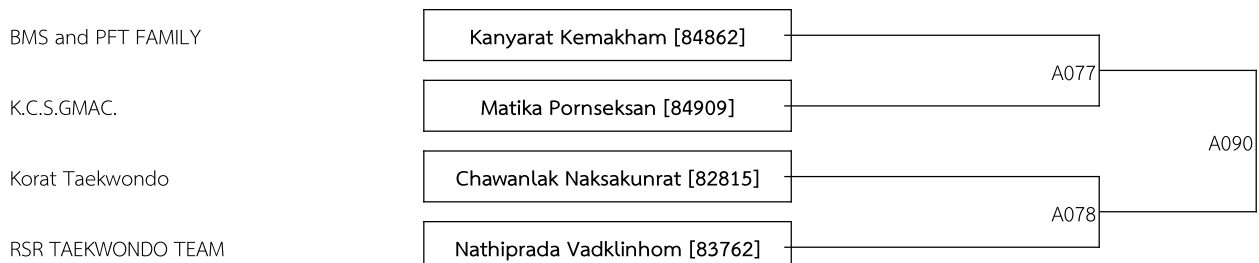 BMS and PFT FAMILY
Kanyarat Kemakham [84862]
A077
K.C.S.GMAC.
Matika Pornseksan [84909]
A090
Korat Taekwondo
Chawanlak Naksakunrat [82815]
A078
RSR TAEKWONDO TEAM
Nathiprada Vadklinhom [83762]